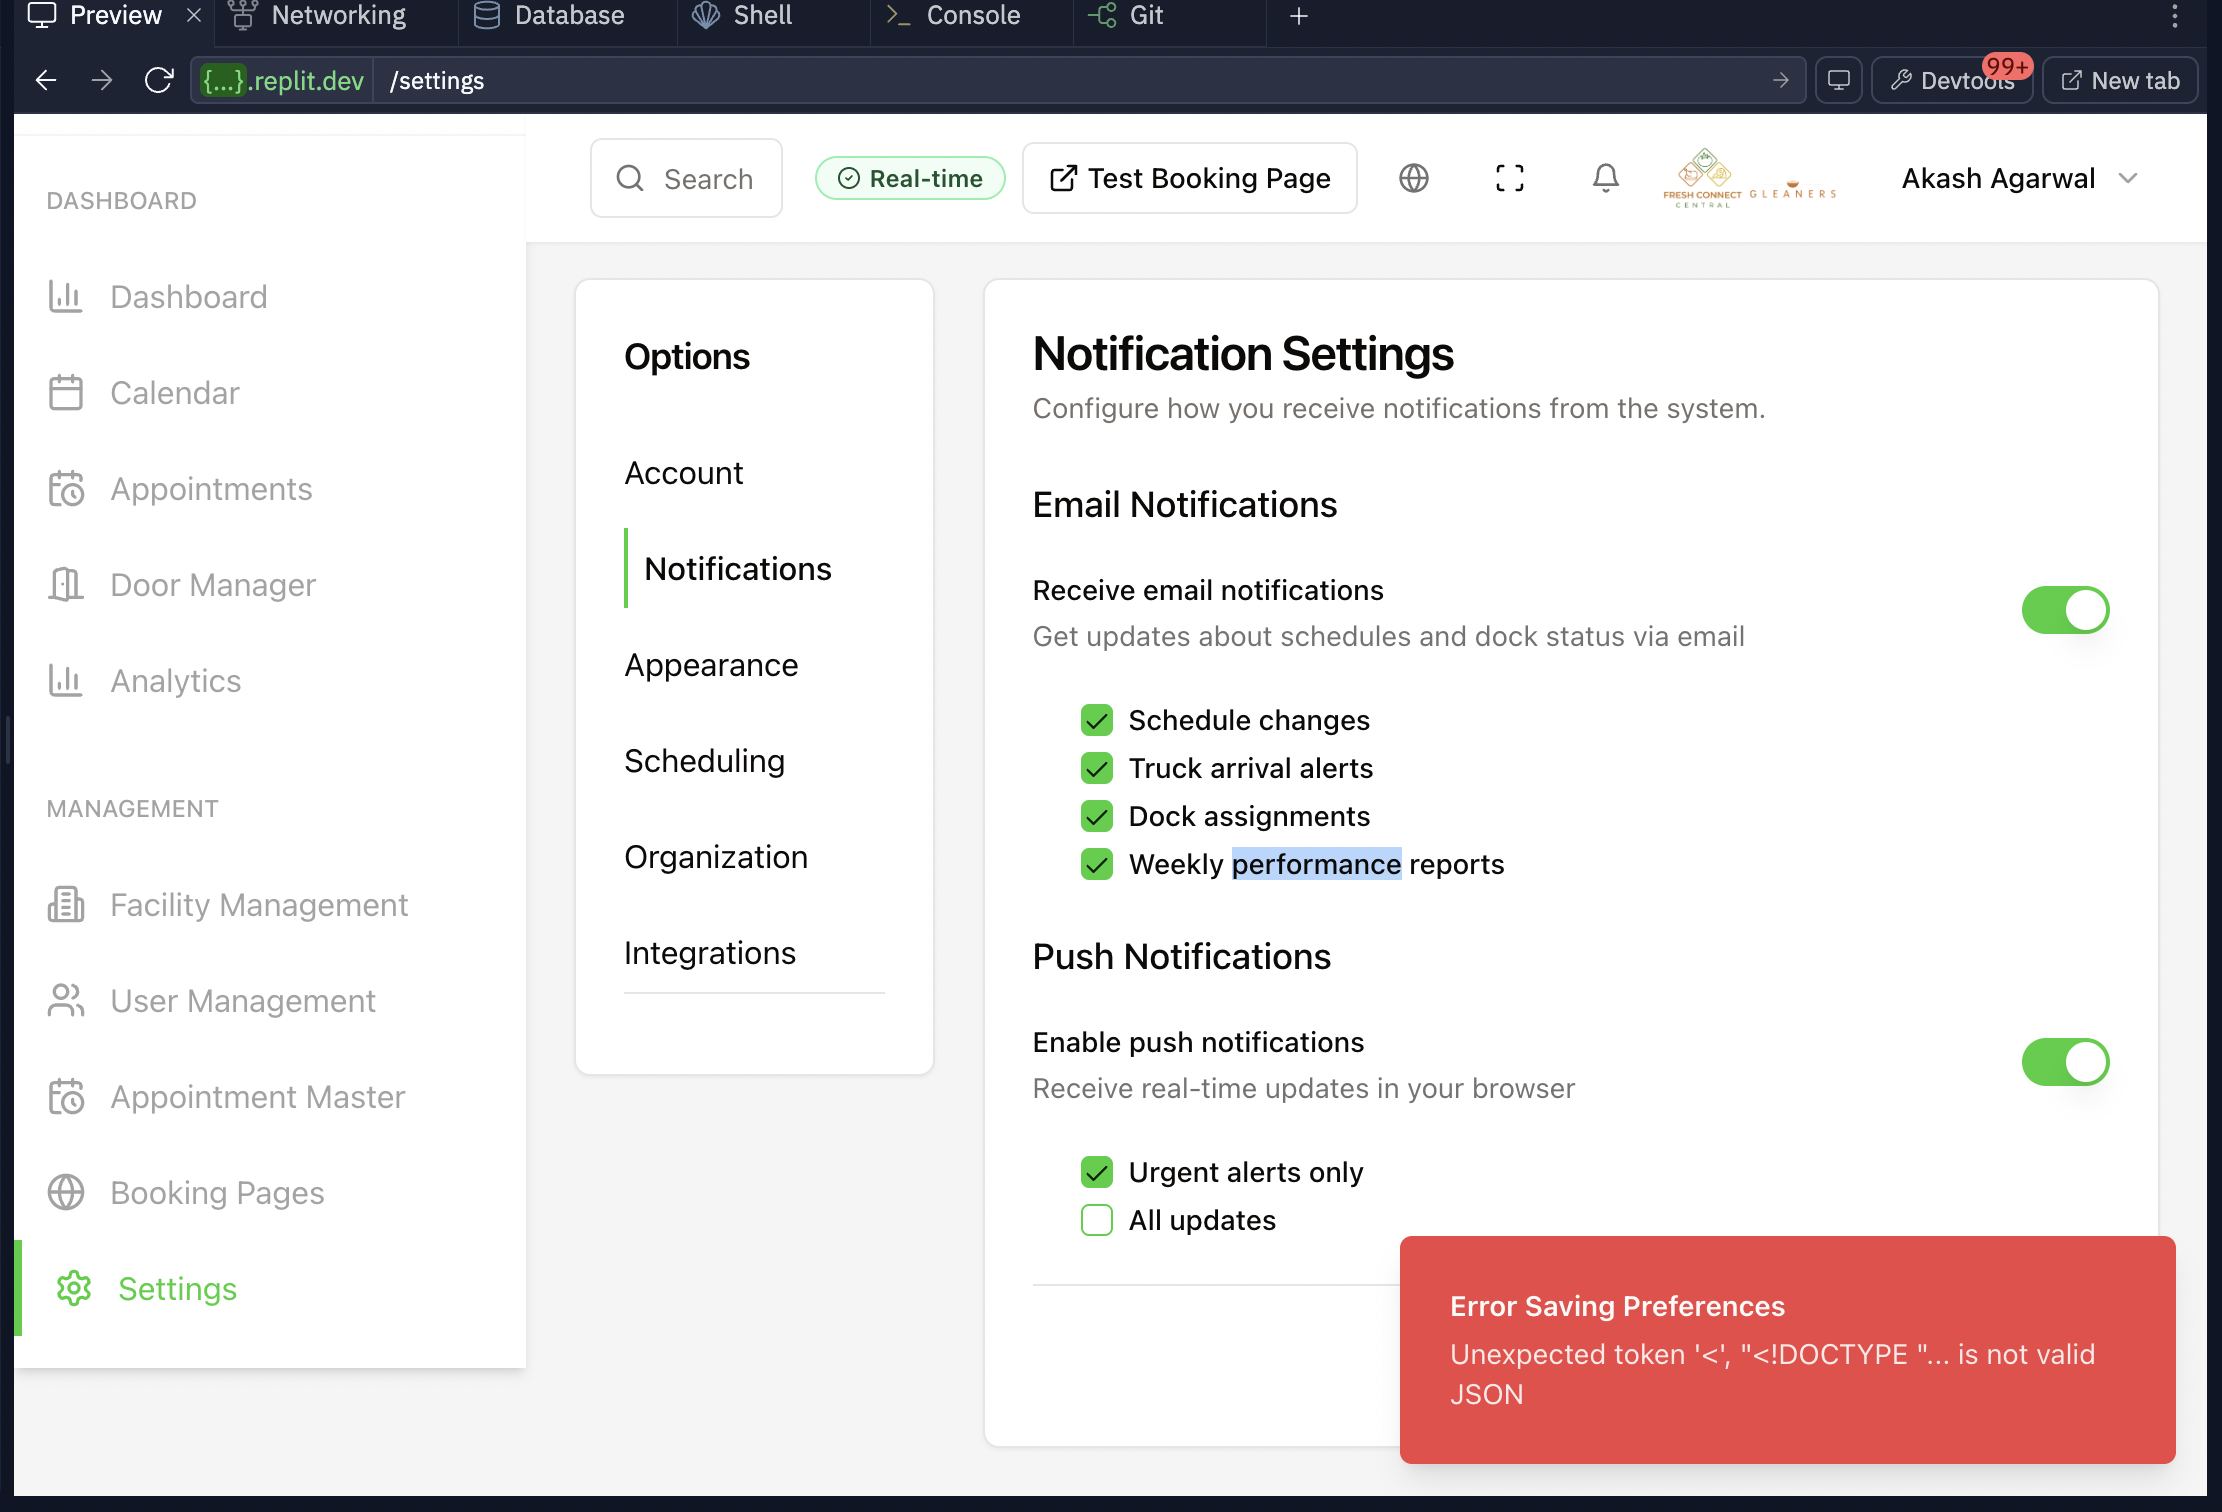 Preview
Networking
Database
Shell
Console
Git
{...}.replit.dev
/settings
99+
Devtools
New tab
DASHBOARD
Dashboard
Calendar
Appointments
Door Manager
Analytics
MANAGEMENT
Facility Management
User Management
Appointment Master
Booking Pages
Settings
Search
Real-time
Test Booking Page
FRESH CONNECT
CENTRAL
GLEANERS
Akash Agarwal
Options
Account
Notifications
Appearance
Scheduling
Organization
Integrations
Notification Settings
Configure how you receive notifications from the system.
Email Notifications
Receive email notifications
Get updates about schedules and dock status via email
Schedule changes
Truck arrival alerts
Dock assignments
Weekly performance reports
Push Notifications
Enable push notifications
Receive real-time updates in your browser
Urgent alerts only
All updates
Error Saving Preferences
Unexpected token '<', "<!DOCTYPE "... is not valid
JSON